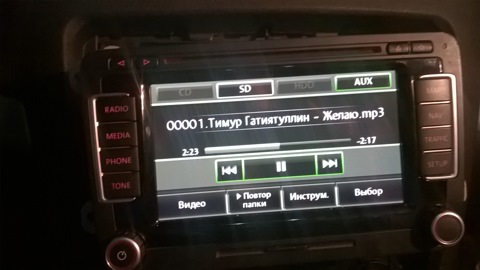 CD SD HDD AUX
RADIO
00001.Тимур Гатиятуллин - Желаю.mp3
MEDIA
NAV
2:23 -2:17
TRAFFIC
PHONE
SETUP
TONE
Видео Повтор папки Инструм. Выбор